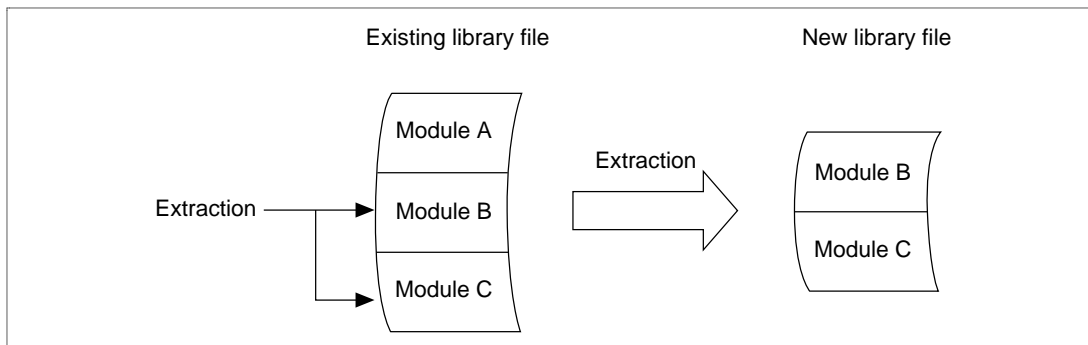 Existing library file
New library file
Module A
Extraction
Module B
Extraction
Module B
Module C
Module C